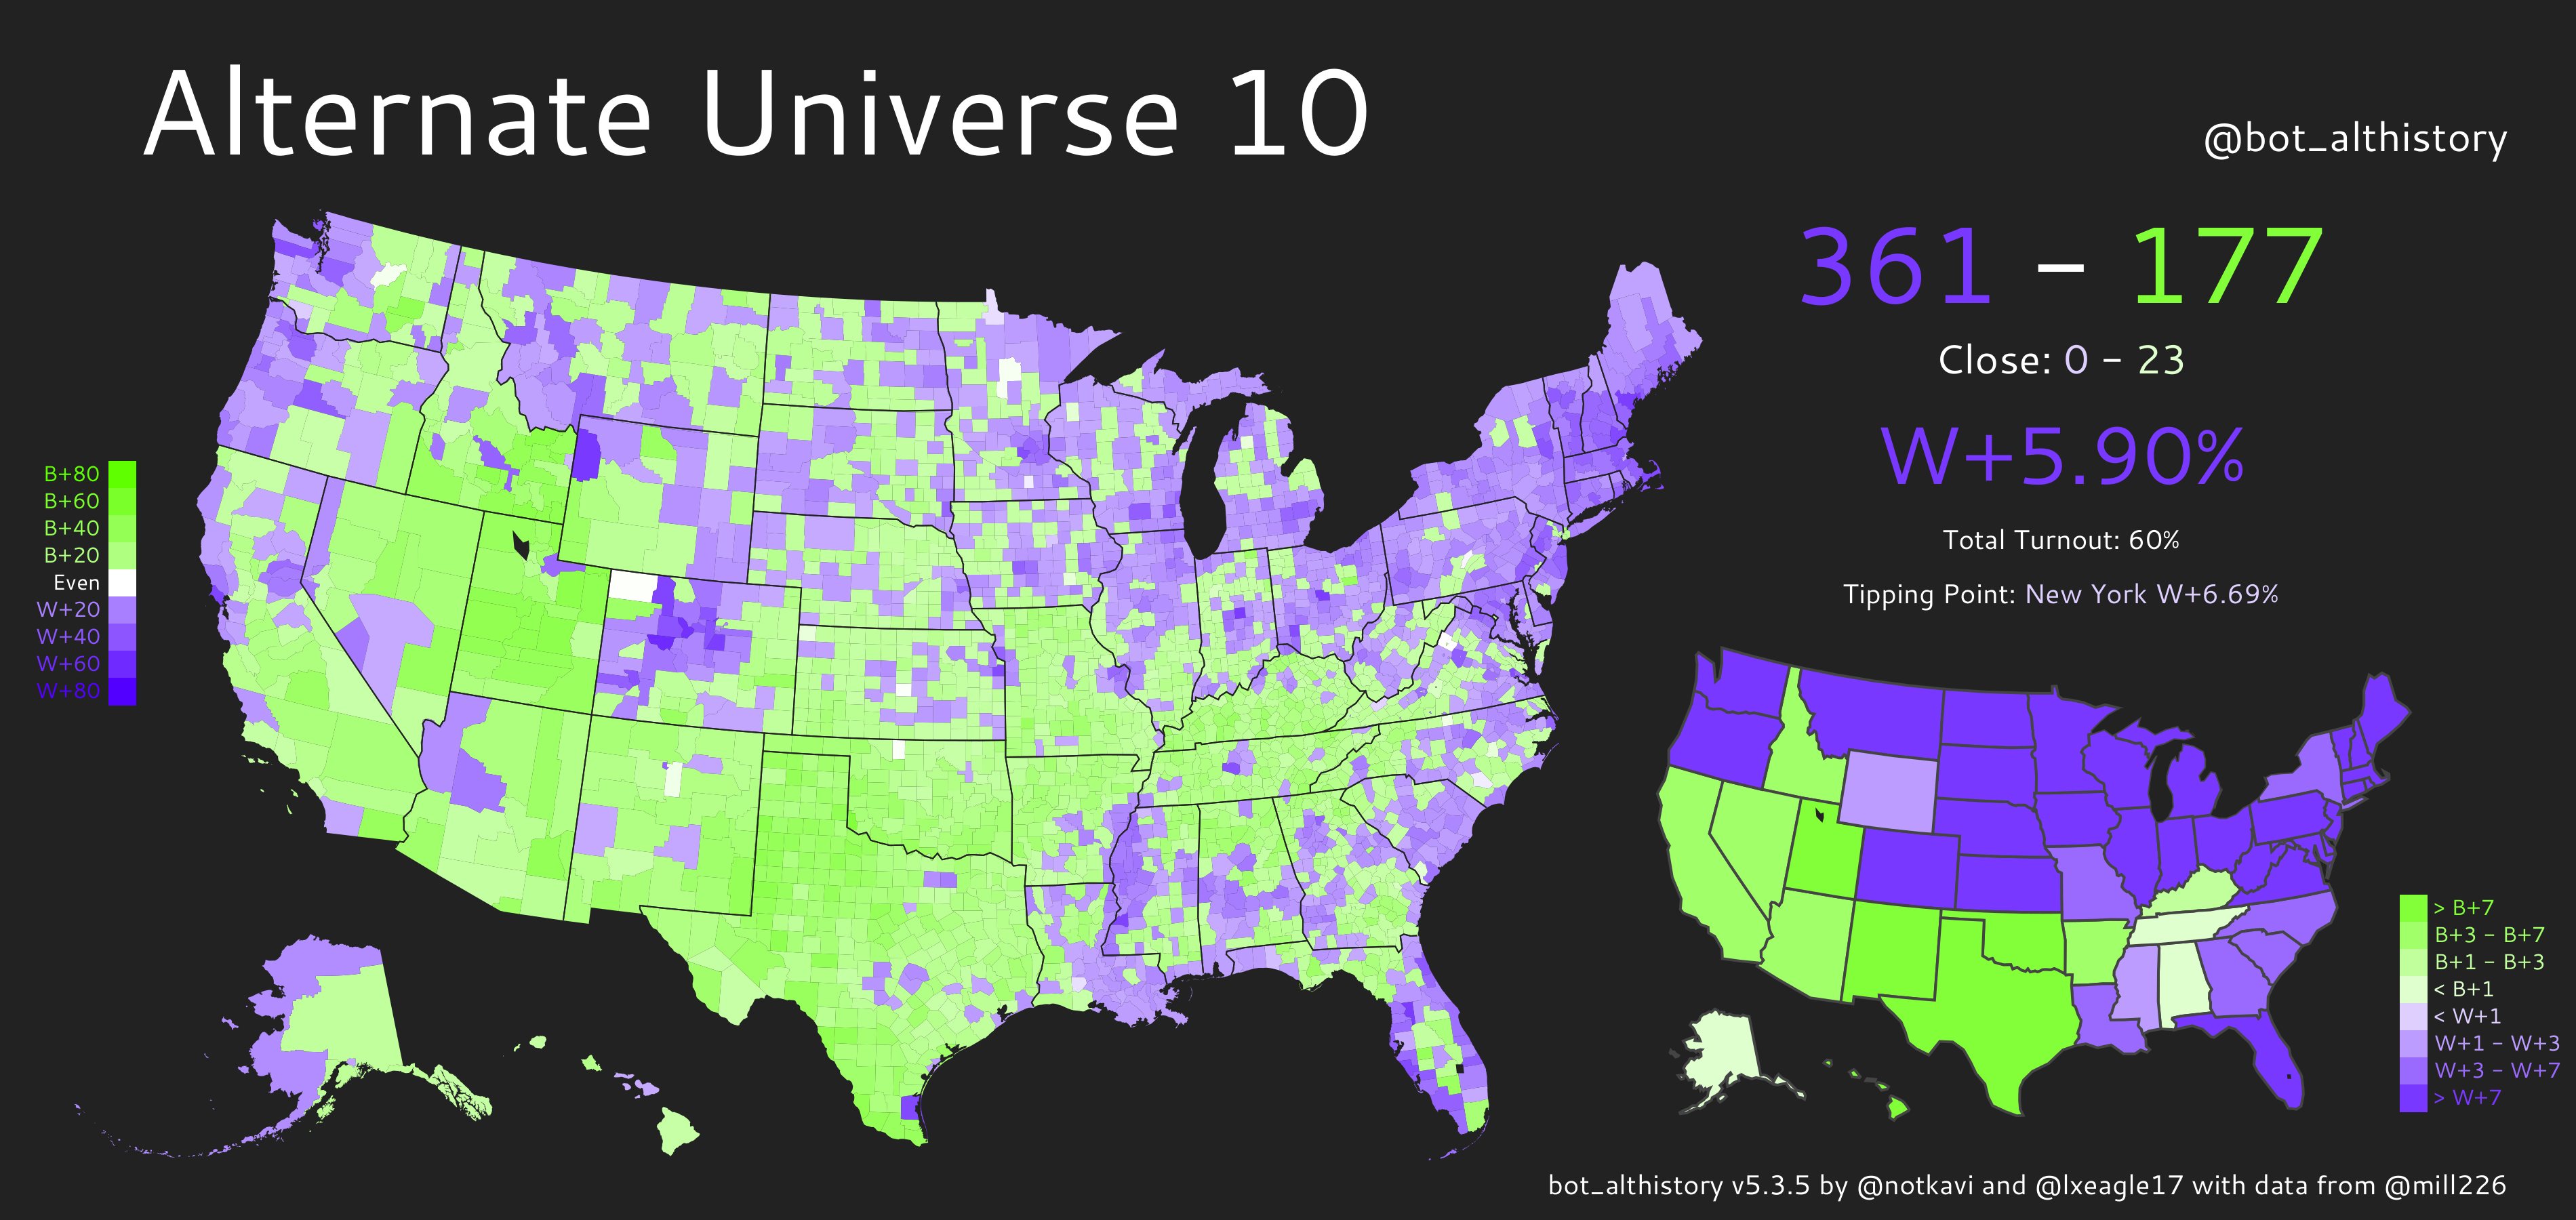 Alternate Universe 10
@bot_althistory
361 – 177
Close: 0 – 23
W+5.90%
Total Turnout: 60%
Tipping Point: New York W+6.69%
B+80
B+60
B+40
B+20
Even
W+20
W+40
W+60
W+80
> B+7
B+3 – B+7
B+1 – B+3
< B+1
< W+1
W+1 – W+3
W+3 – W+7
> W+7
bot_althistory v5.3.5 by @notkavi and @lxeagle17 with data from @mill226